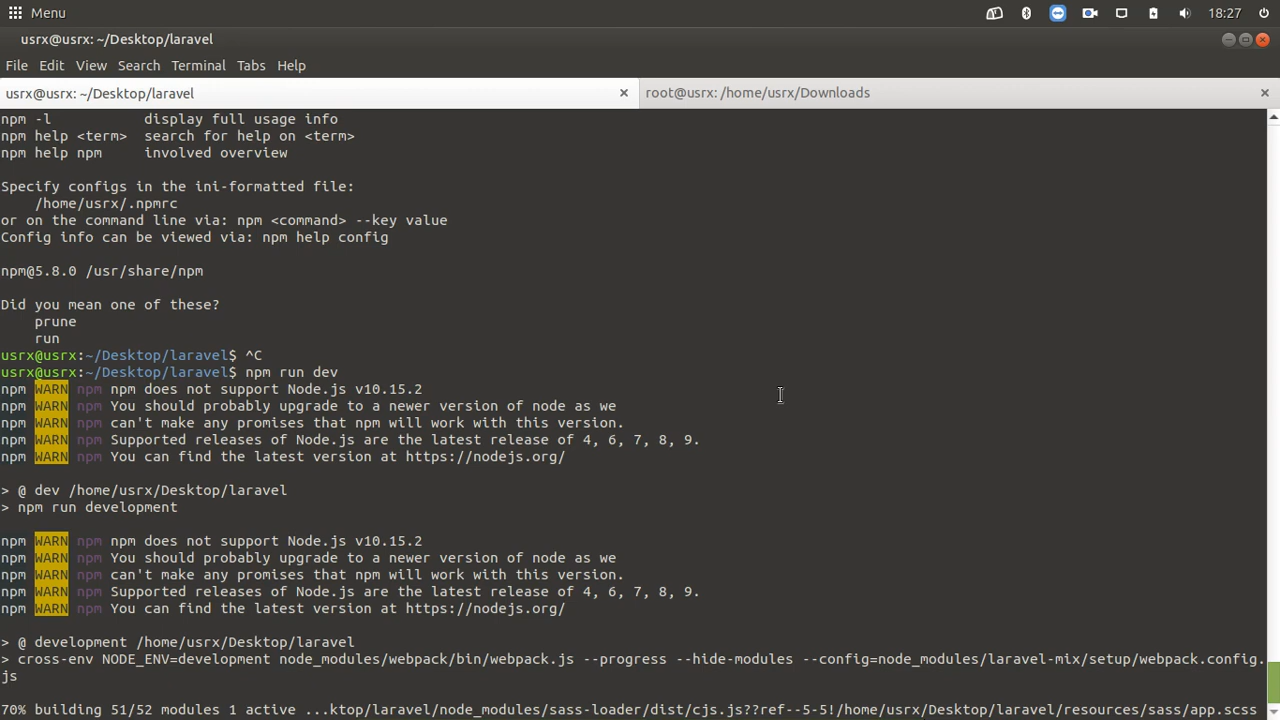 Menu
18:27
usrx@usrx: ~/Desktop/laravel
File Edit View Search Terminal Tabs Help
usrx@usrx: ~/Desktop/laravel
root@usrx: /home/usrx/Downloads
npm -l           display full usage info
npm help <term>  search for help on <term>
npm help npm     involved overview
Specify configs in the ini-formatted file:
    /home/usrx/.npmrc
or on the command line via: npm <command> --key value
Config info can be viewed via: npm help config
npm@5.8.0 /usr/share/npm
Did you mean one of these?
    prune
    run
usrx@usrx:~/Desktop/laravel$ ^C
usrx@usrx:~/Desktop/laravel$ npm run dev
npm WARN npm npm does not support Node.js v10.15.2
npm WARN npm You should probably upgrade to a newer version of node as we
npm WARN npm can't make any promises that npm will work with this version.
npm WARN npm Supported releases of Node.js are the latest release of 4, 6, 7, 8, 9.
npm WARN npm You can find the latest version at https://nodejs.org/
> @ dev /home/usrx/Desktop/laravel
> npm run development
npm WARN npm npm does not support Node.js v10.15.2
npm WARN npm You should probably upgrade to a newer version of node as we
npm WARN npm can't make any promises that npm will work with this version.
npm WARN npm Supported releases of Node.js are the latest release of 4, 6, 7, 8, 9.
npm WARN npm You can find the latest version at https://nodejs.org/
> @ development /home/usrx/Desktop/laravel
> cross-env NODE_ENV=development node_modules/webpack/bin/webpack.js --progress --hide-modules --config=node_modules/laravel-mix/setup/webpack.config.
js
70% building 51/52 modules 1 active ...ktop/laravel/node_modules/sass-loader/dist/cjs.js??ref--5-5!/home/usrx/Desktop/laravel/resources/sass/app.scss